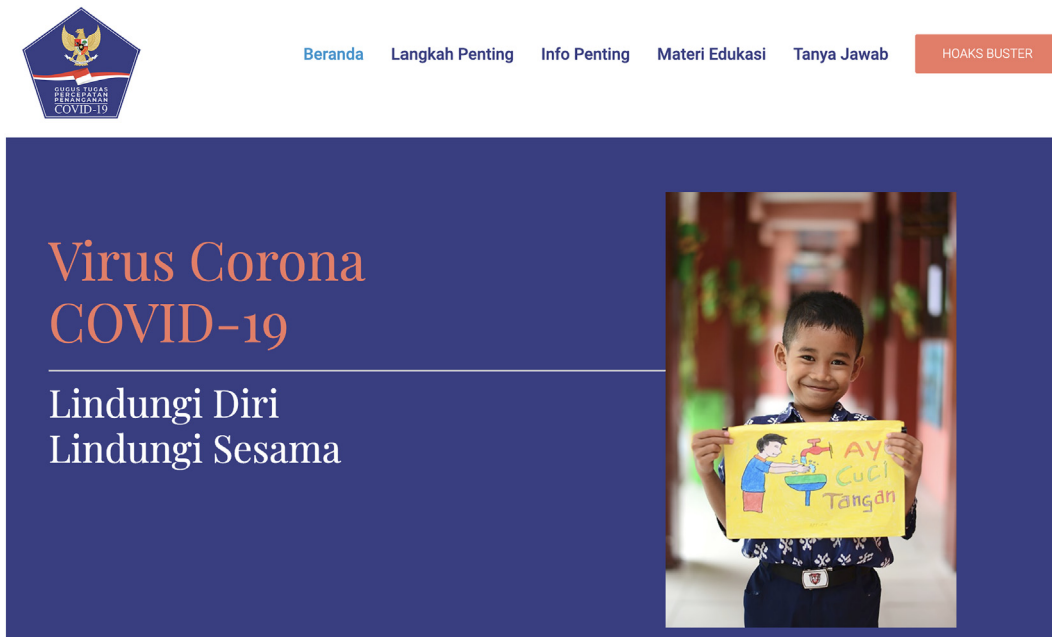 GUGUS TUGAS
PERCEPATAN
PENANGANAN
COVID-19
Beranda
Langkah Penting
Info Penting
Materi Edukasi
Tanya Jawab
HOAKS BUSTER
Virus Corona
COVID-19
Lindungi Diri
Lindungi Sesama
AYO
Cuci
Tangan